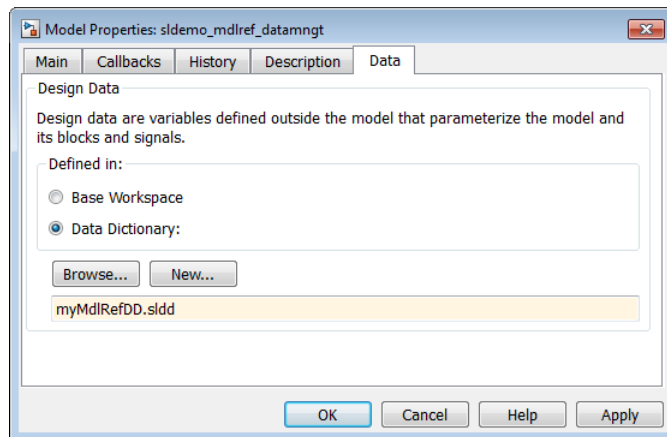 Model Properties: sldemo_mdlref_datamngt
Main Callbacks History Description Data
Design Data
Design data are variables defined outside the model that parameterize the model and
its blocks and signals.
Defined in:
Base Workspace
Data Dictionary:
Browse... New...
myMdlRefDD.sldd
OK Cancel Help Apply